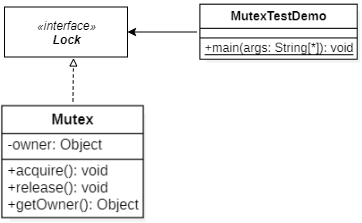 «interface»
Lock
MutexTestDemo
+main(args: String[*]): void
Mutex
-owner: Object
+acquire(): void
+release(): void
+getOwner(): Object